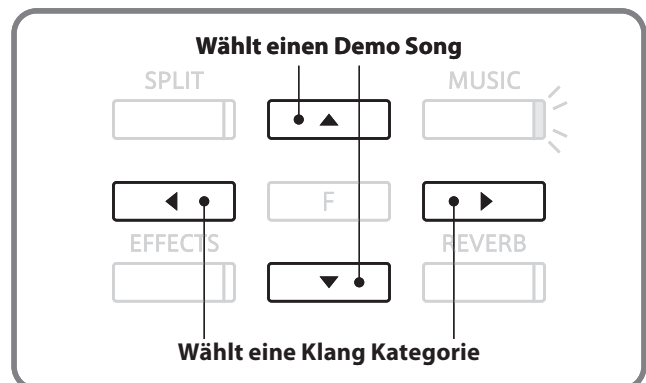 Wählt einen Demo Song
SPLIT
MUSIC
F
EFFECTS
REVERB
Wählt eine Klang Kategorie